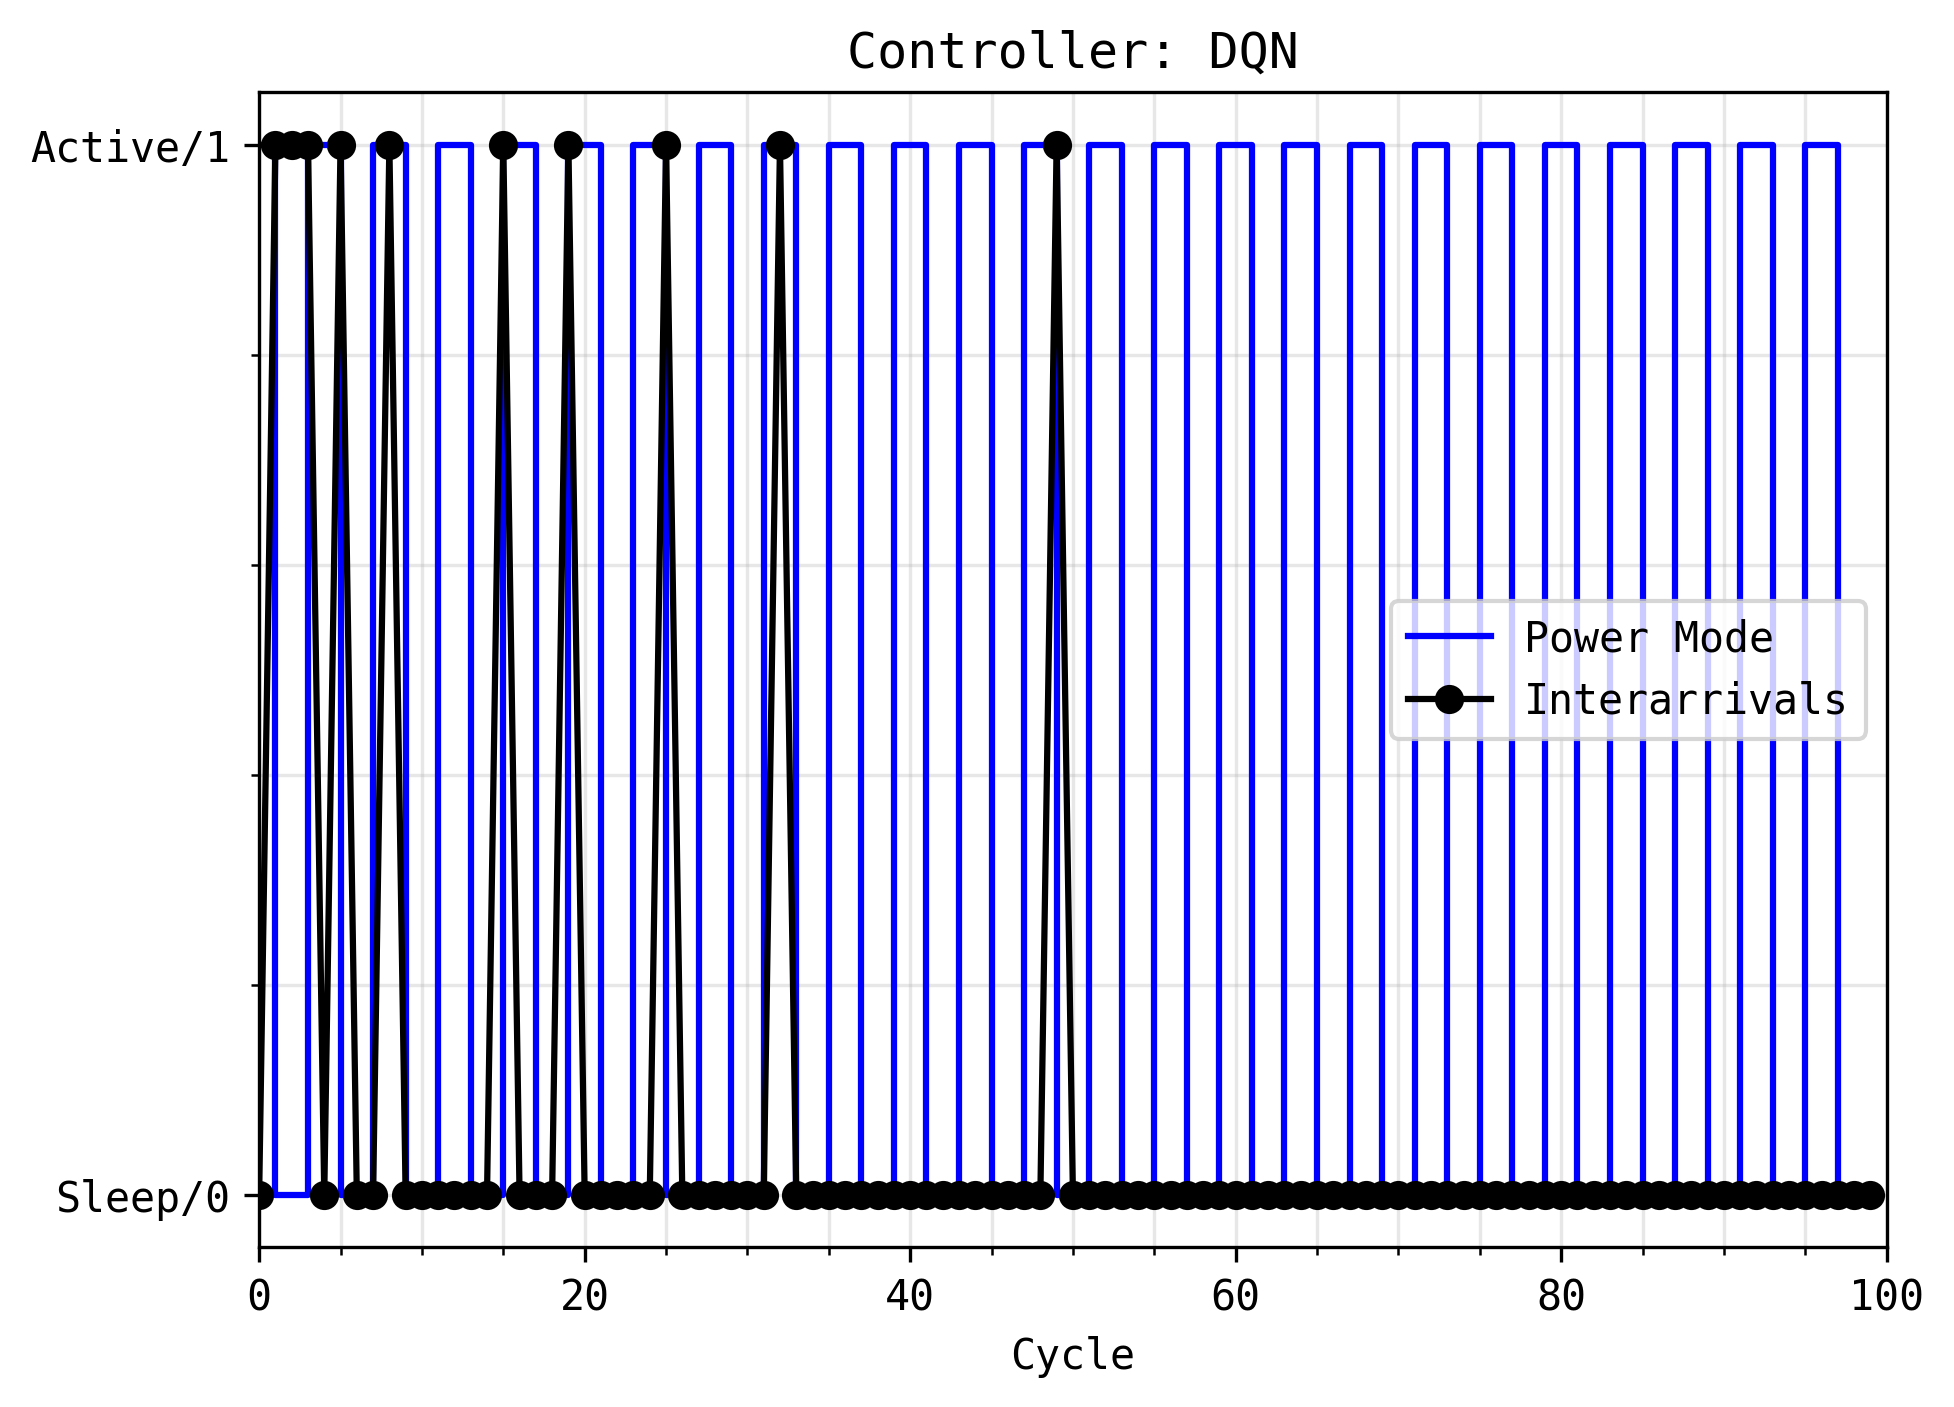 Controller: DQN
Active/1
Sleep/0
Power Mode
Interarrivals
0 20 40 60 80 100
Cycle